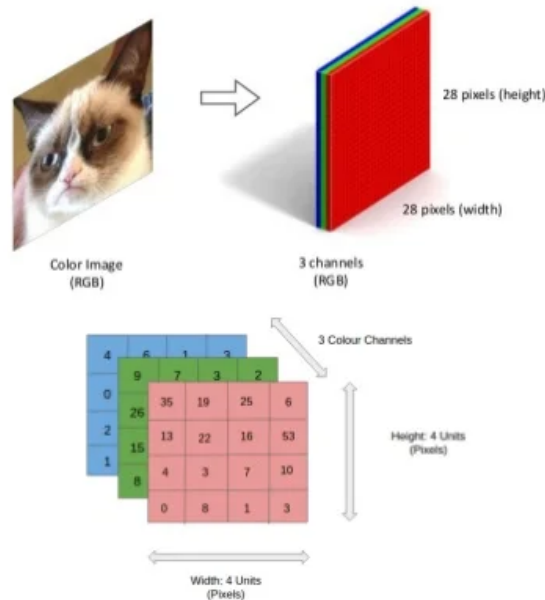 28 pixels (height)
28 pixels (width)
Color Image
(RGB)
3 channels
(RGB)
3 Colour Channels
4 6 1 3
0
2
1
9 7 3 2
26
15
8
35 19 25 6
13 22 16 53
4 3 7 10
0 8 1 3
Height: 4 Units
(Pixels)
Width: 4 Units
(Pixels)